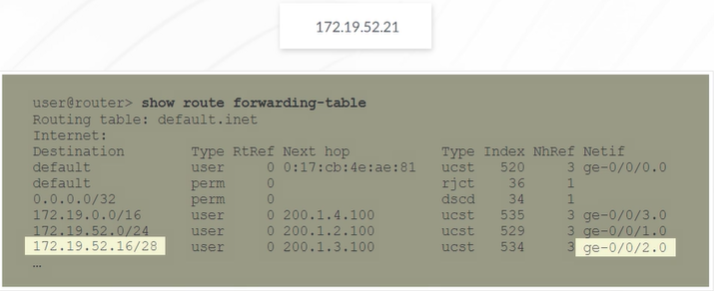 172.19.52.21
user@router> show route forwarding-table
Routing table: default.inet
Internet:
Destination Type RtRef Next hop Type Index NhRef Netif
default user 0 0:17:cb:4e:ae:81 ucst 520 3 ge-0/0/0.0
default perm 0 rjct 36 1
0.0.0.0/32 perm 0 dscd 34 1
172.19.0.0/16 user 0 200.1.4.100 ucst 535 3 ge-0/0/3.0
172.19.52.0/24 user 0 200.1.2.100 ucst 529 3 ge-0/0/1.0
172.19.52.16/28 user 0 200.1.3.100 ucst 534 3 ge-0/0/2.0
…